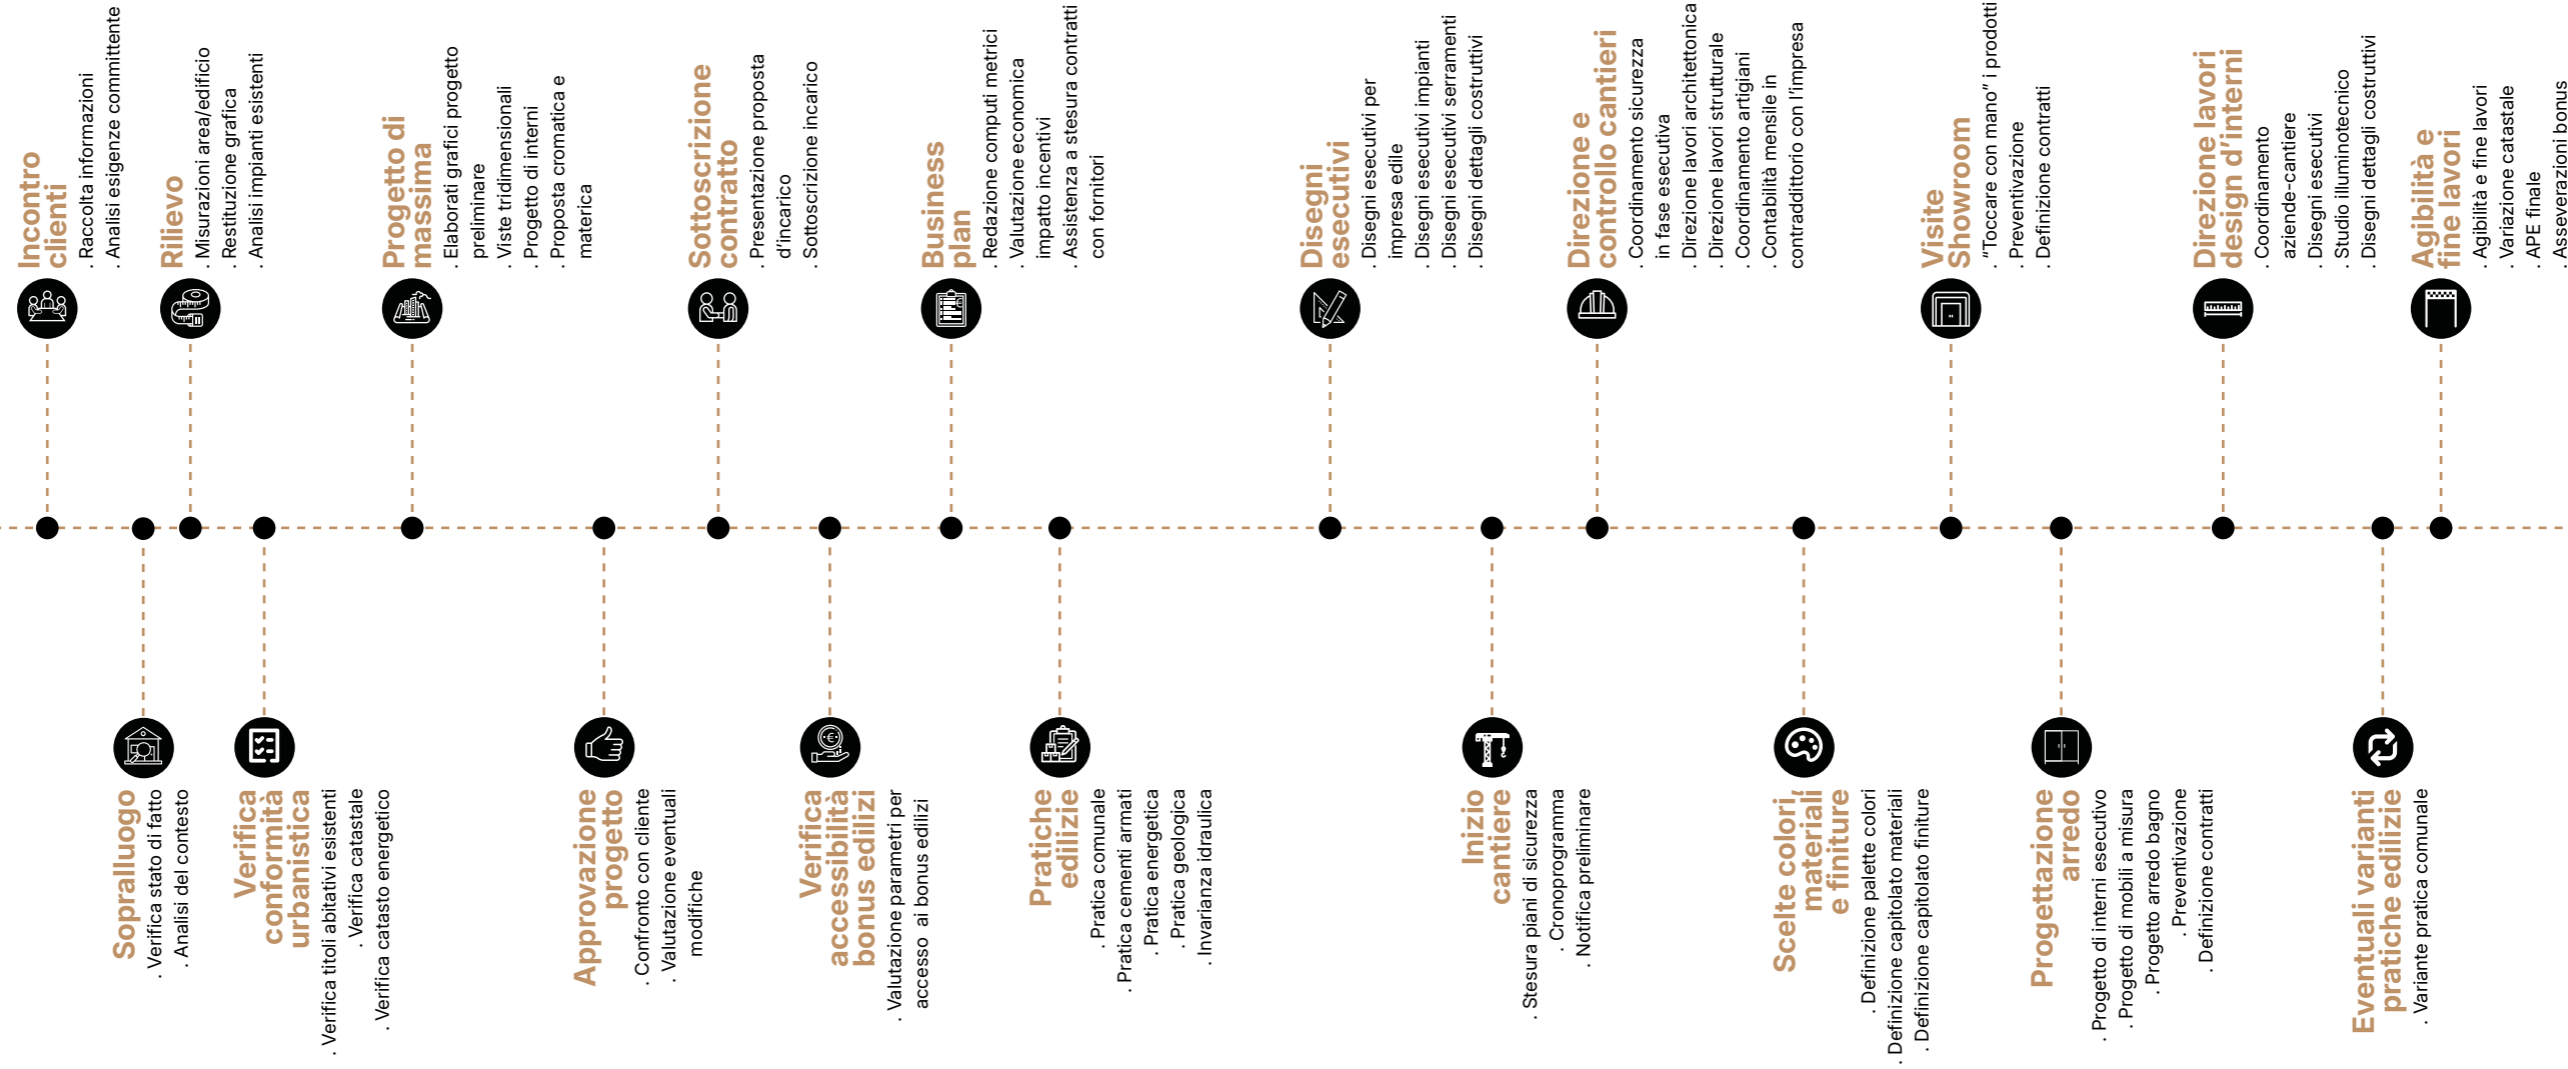 Incontro
clienti
. Raccolta informazioni
. Analisi esigenze committente
Sopralluogo
. Verifica stato di fatto
. Analisi del contesto
Rilievo
. Misurazioni area/edificio
. Restituzione grafica
. Analisi impianti esistenti
Verifica
conformità
urbanistica
. Verifica titoli abitativi esistenti
. Verifica catastale
. Verifica catasto energetico
Progetto di
massima
. Elaborati grafici progetto
preliminare
. Viste tridimensionali
. Progetto di interni
. Proposta cromatica e
materica
Approvazione
progetto
. Confronto con cliente
. Valutazione eventuali
modifiche
Sottoscrizione
contratto
. Presentazione proposta
d'incarico
. Sottoscrizione incarico
Verifica
accessibilità
bonus edilizi
. Valutazione parametri per
accesso ai bonus edilizi
Business
plan
. Redazione computi metrici
. Valutazione economica
impatto incentivi
. Assistenza a stesura contratti
con fornitori
Pratiche
edilizie
. Pratica comunale
. Pratica cementi armati
. Pratica energetica
. Pratica geologica
. Invarianza idraulica
Disegni
esecutivi
. Disegni esecutivi per
impresa edile
. Disegni esecutivi impianti
. Disegni esecutivi serramenti
. Disegni dettagli costruttivi
Inizio
cantiere
. Stesura piani di sicurezza
. Cronoprogramma
. Notifica preliminare
Direzione e
controllo cantieri
. Coordinamento sicurezza
in fase esecutiva
. Direzione lavori architettonica
. Direzione lavori strutturale
. Coordinamento artigiani
. Contabilità mensile in
contraddittorio con l'impresa
Scelte colori,
materiali
e finiture
. Definizione palette colori
. Definizione capitolato materiali
. Definizione capitolato finiture
Visite
Showroom
. "Toccare con mano" i prodotti
. Preventivazione
. Definizione contratti
Progettazione
arredo
. Progetto di interni esecutivo
. Progetto di mobili a misura
. Progetto arredo bagno
. Preventivazione
. Definizione contratti
Direzione lavori
design d'interni
. Coordinamento
aziende-cantiere
. Disegni esecutivi
. Studio illuminotecnico
. Disegni dettagli costruttivi
Eventuali varianti
pratiche edilizie
. Variante pratica comunale
Agibilità e
fine lavori
. Agibilità e fine lavori
. Variazione catastale
. APE finale
. Asseverazioni bonus